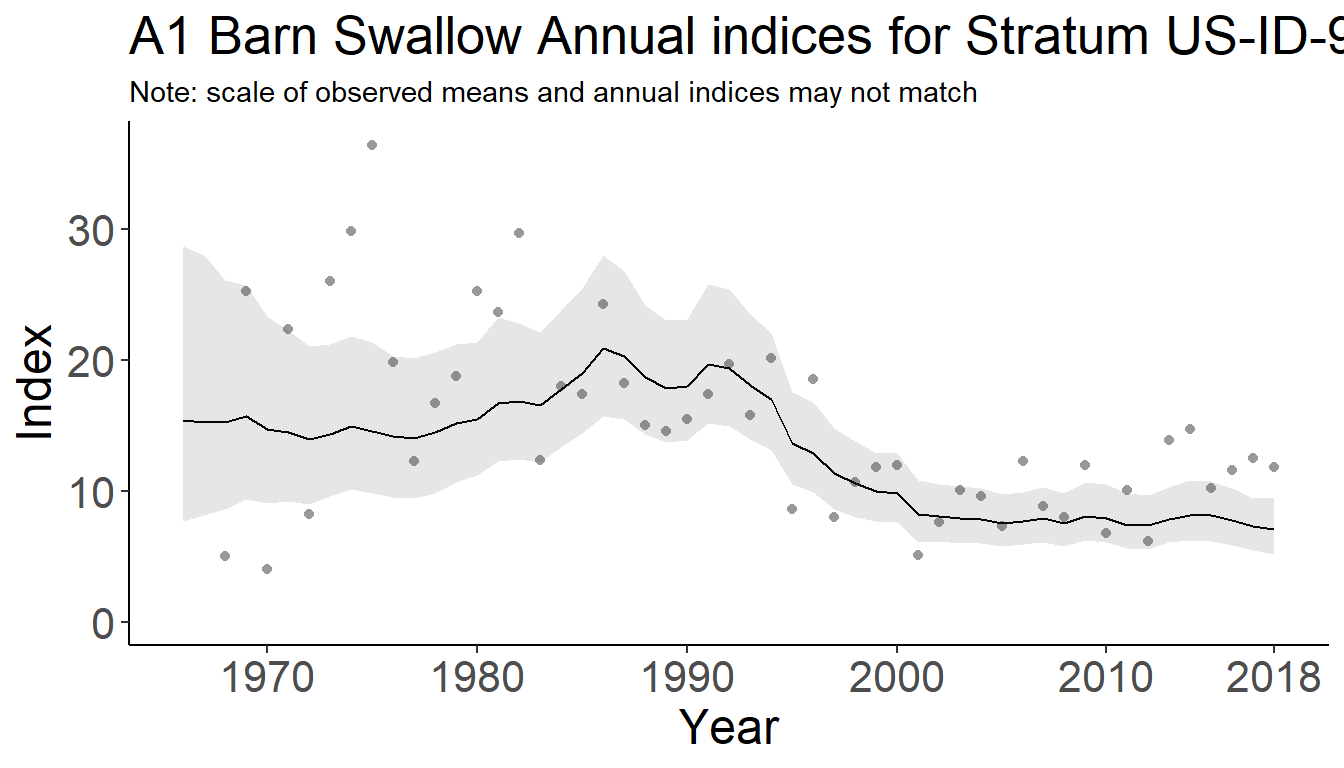 A1 Barn Swallow Annual indices for Stratum US-ID-9
Note: scale of observed means and annual indices may not match
Index
30
20
10
0
1970 1980 1990 2000 2010 2018
Year